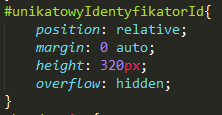 #unikatowyIdentyfikatorId{
position: relative;
margin: 0 auto;
height: 320px;
overflow: hidden;
}